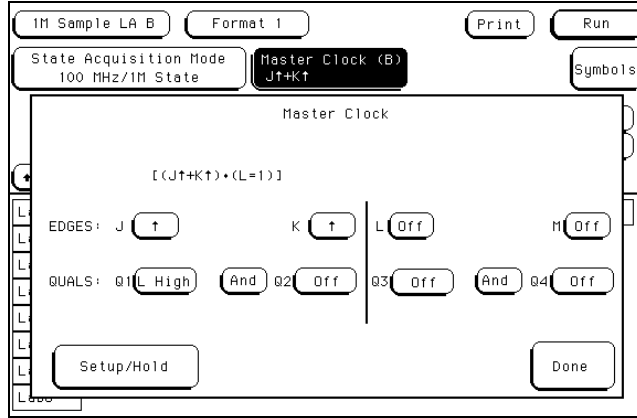 1M Sample LA B Format 1 Print Run
State Acquisition Mode
100 MHz/1M State
Master Clock (B)
J↑+K↑
Symbols
Master Clock
[(J↑+K↑)•(L=1)]
EDGES: J ↑ K ↑ L Off M Off
QUALS: Q1 L High And Q2 Off Q3 Off And Q4 Off
Setup/Hold Done